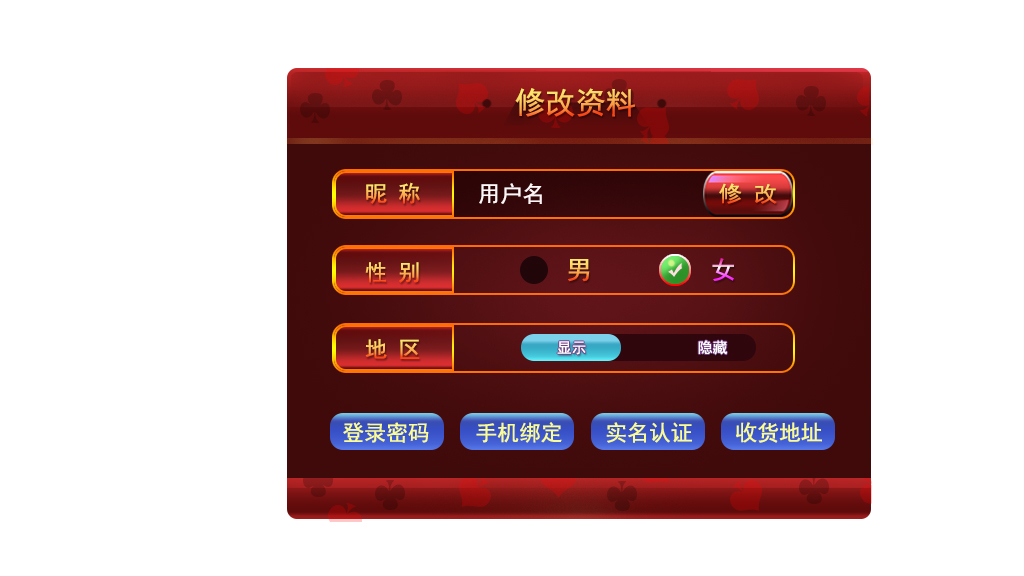 修改资料
昵 称 用户名 修 改
性 别 男 女
地 区 显示 隐藏
登录密码 手机绑定 实名认证 收货地址